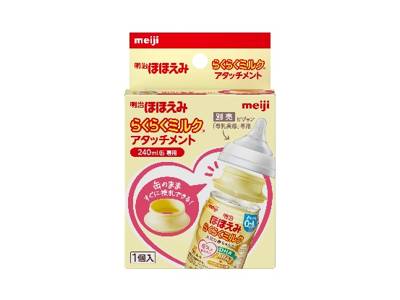 meiji
明治ほほえみ
らくらくミルク
アタッチメント
明治
ほほえみ
meiji
らくらくミルク®
アタッチメント
240ml缶 専用
別売
ピジョン
「母乳実感」専用
缶のまま
すぐに授乳できる!
明治
ほほえみ
らくらくミルク
1個入